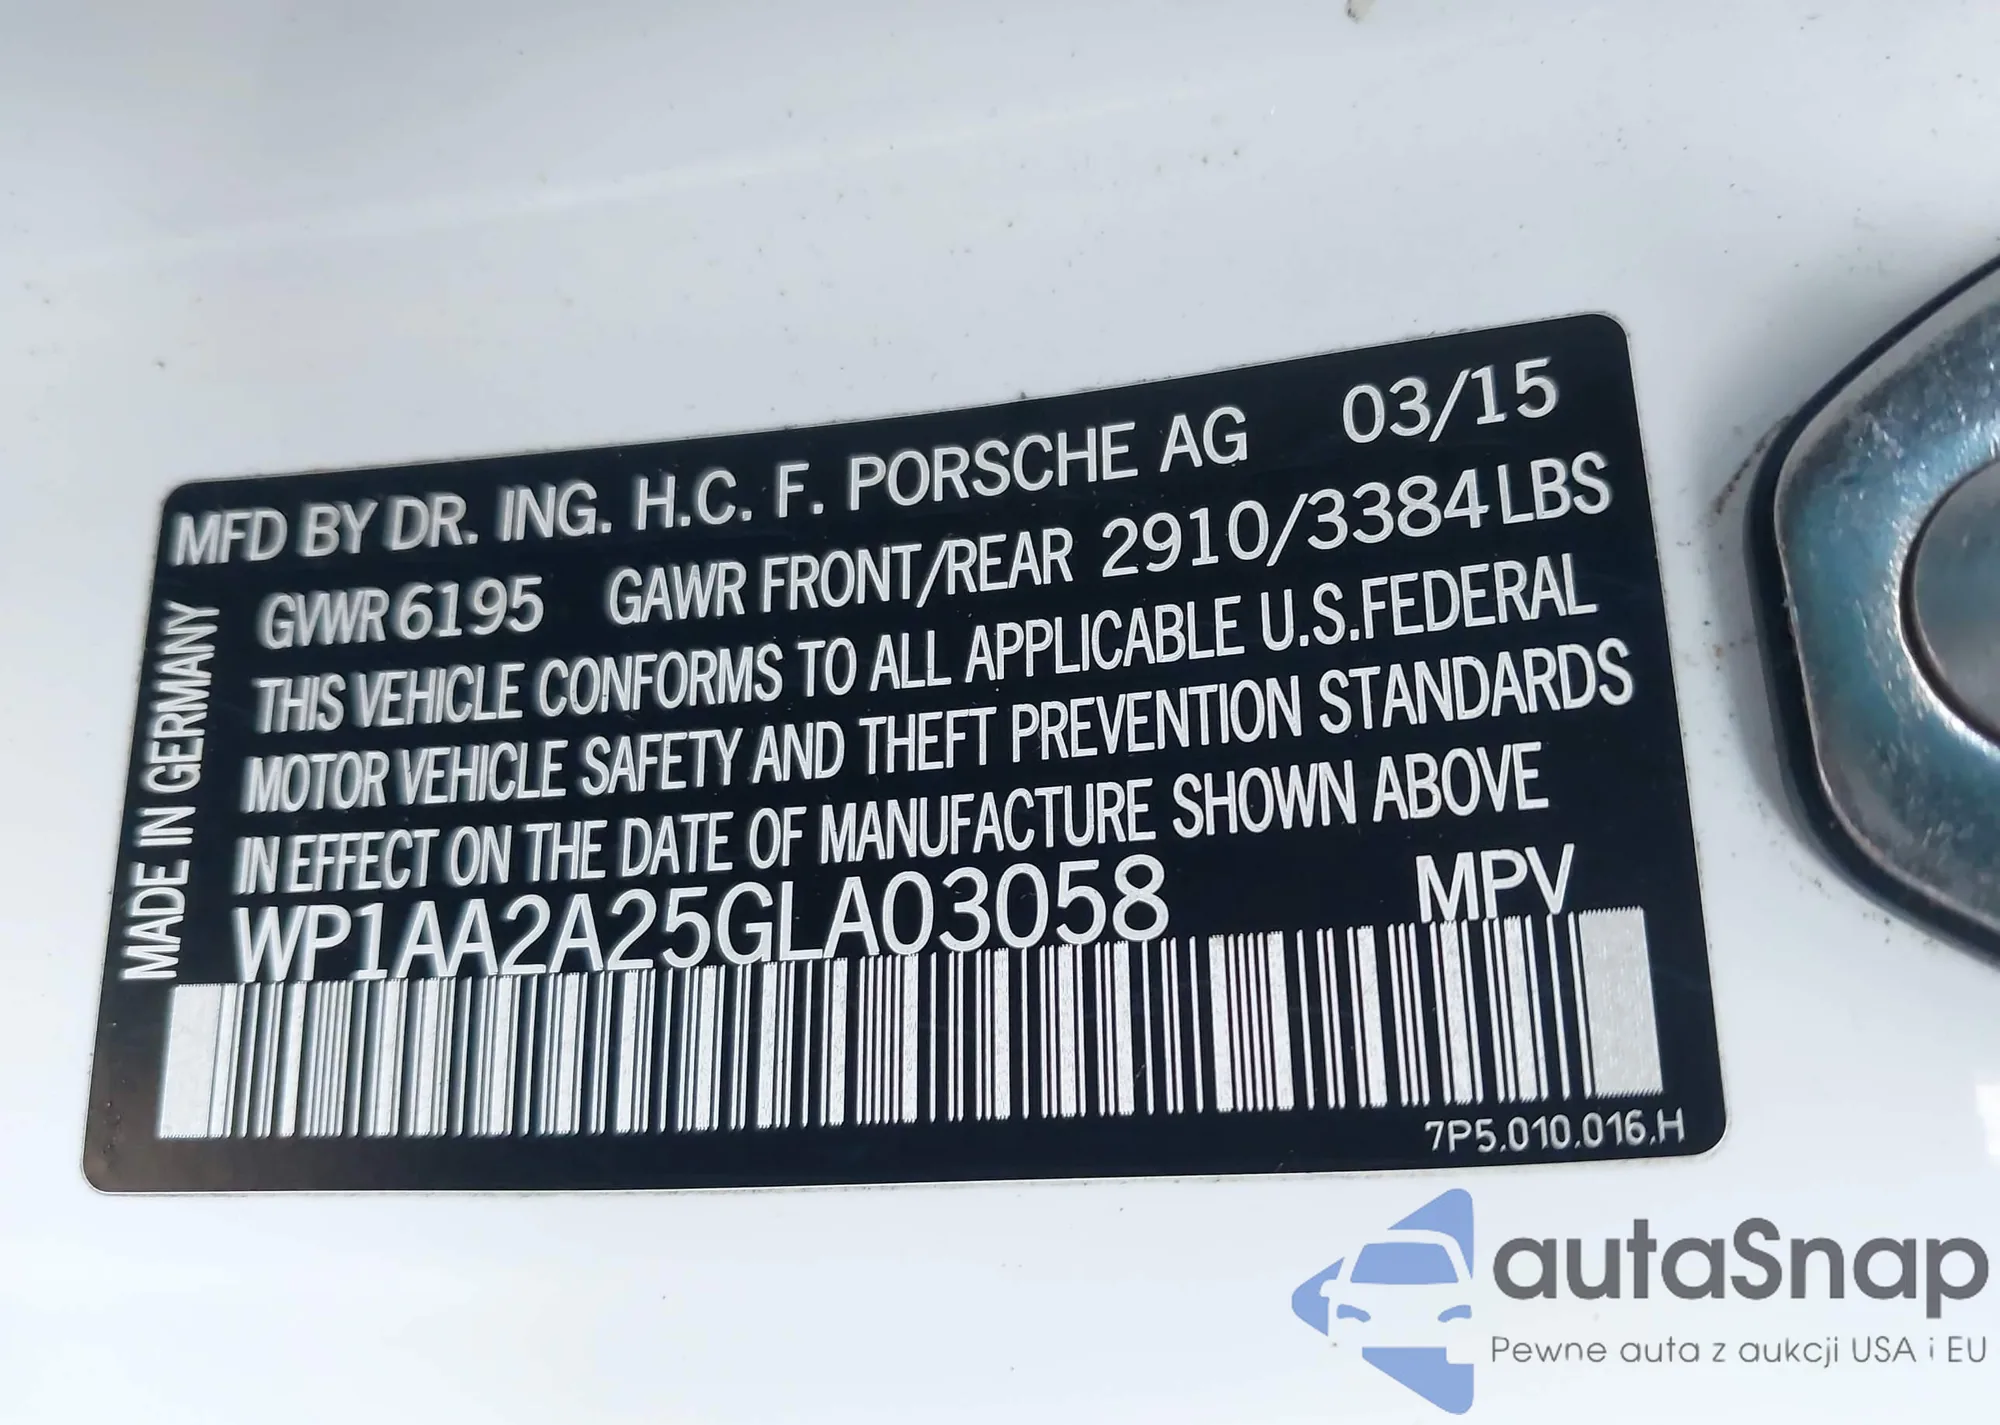 MFD BY DR. ING. H.C. F. PORSCHE AG 03/15
GVWR 6195 GAWR FRONT/REAR 2910/3384 LBS
THIS VEHICLE CONFORMS TO ALL APPLICABLE U.S.FEDERAL
MOTOR VEHICLE SAFETY AND THEFT PREVENTION STANDARDS
IN EFFECT ON THE DATE OF MANUFACTURE SHOWN ABOVE
WP1AA2A25GLA03058 MPV
MADE IN GERMANY
7P5.010.016.H
autaSnap
Pewne auta z aukcji USA i EU